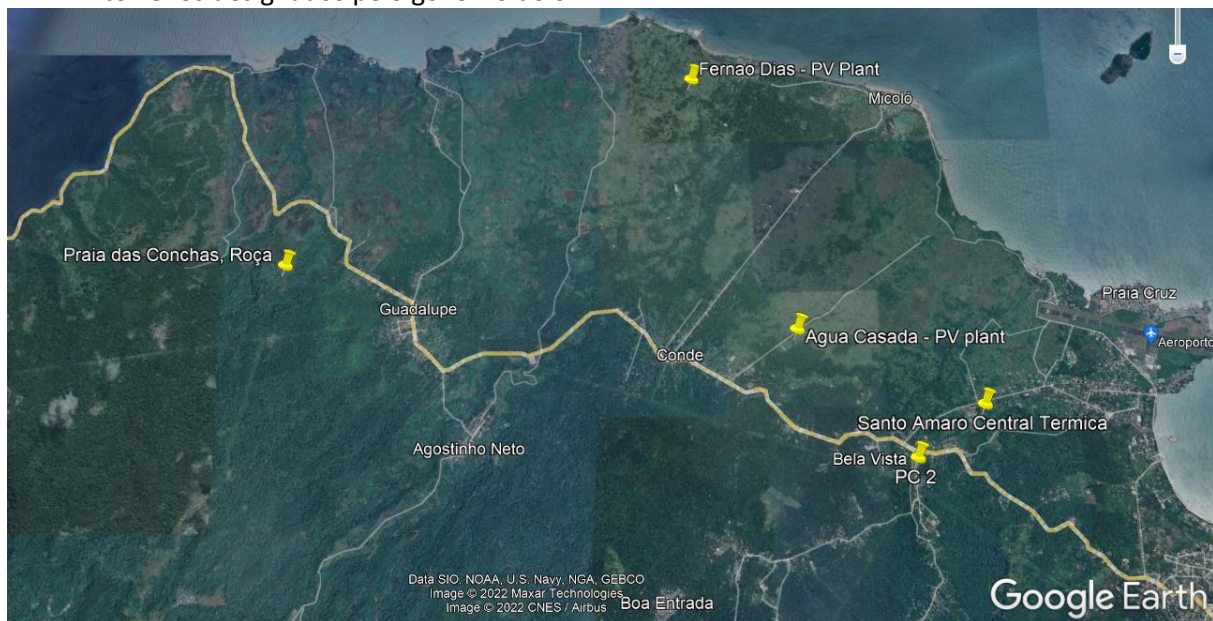 Fernao Dias - PV Plant
Micoló
Praia das Conchas, Roça
Praia Cruz
Guadalupe
Agua Casada - PV plant
Aeroporto
Conde
Santo Amaro Central Termica
Agostinho Neto
Bela Vista
PC 2
Data SIO, NOAA, U.S. Navy, NGA, GEBCO
Image © 2022 Maxar Technologies
Image © 2022 CNES / Airbus
Boa Entrada
Google Earth